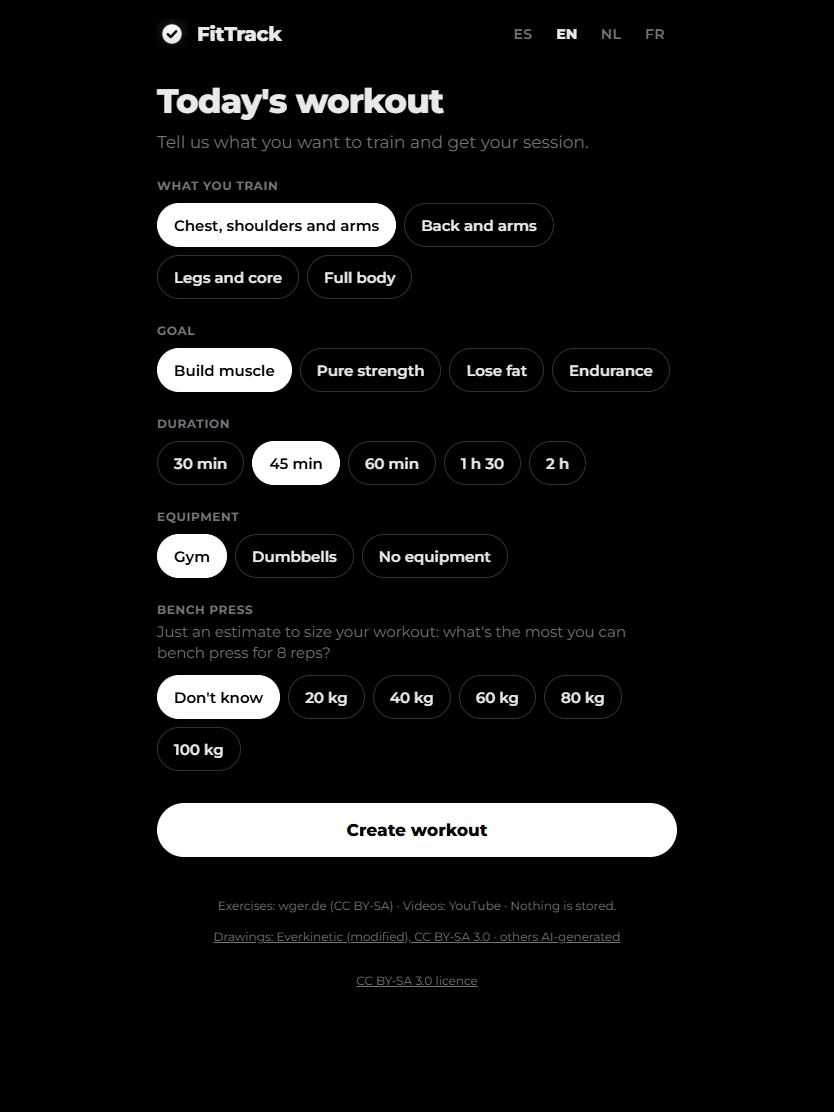 FitTrack
ES EN NL FR
Today's workout
Tell us what you want to train and get your session.
WHAT YOU TRAIN
Chest, shoulders and arms Back and arms
Legs and core Full body
GOAL
Build muscle Pure strength Lose fat Endurance
DURATION
30 min 45 min 60 min 1 h 30 2 h
EQUIPMENT
Gym Dumbbells No equipment
BENCH PRESS
Just an estimate to size your workout: what's the most you can
bench press for 8 reps?
Don't know 20 kg 40 kg 60 kg 80 kg
100 kg
Create workout
Exercises: wger.de (CC BY-SA) · Videos: YouTube · Nothing is stored.
Drawings: Everkinetic (modified), CC BY-SA 3.0 · others AI-generated
CC BY-SA 3.0 licence